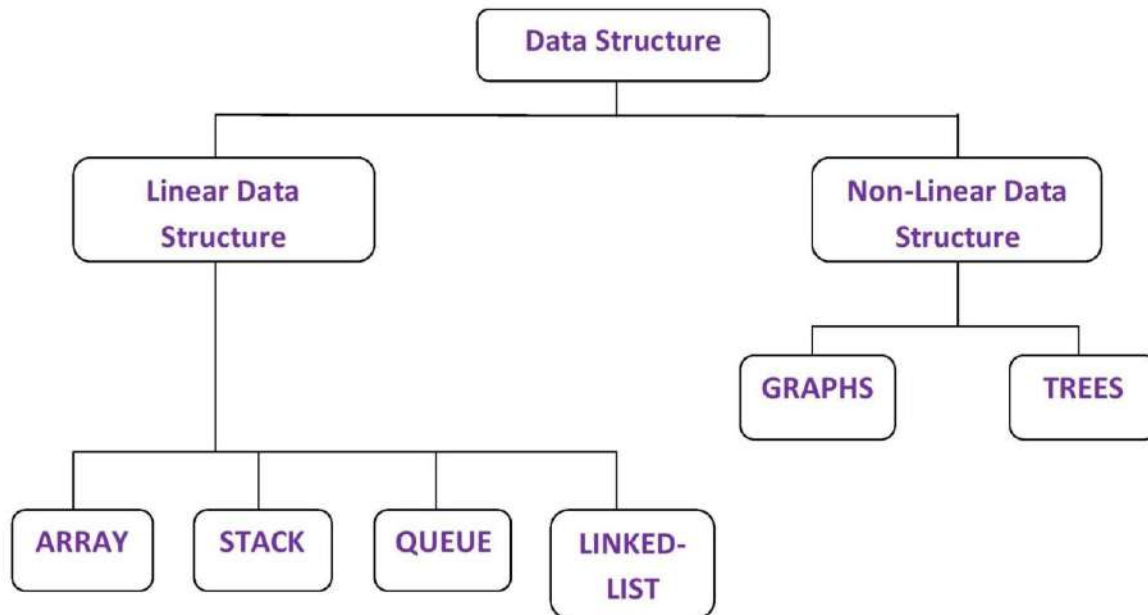 Data Structure
Linear Data
Structure
Non-Linear Data
Structure
GRAPHS
TREES
ARRAY
STACK
QUEUE
LINKED-
LIST